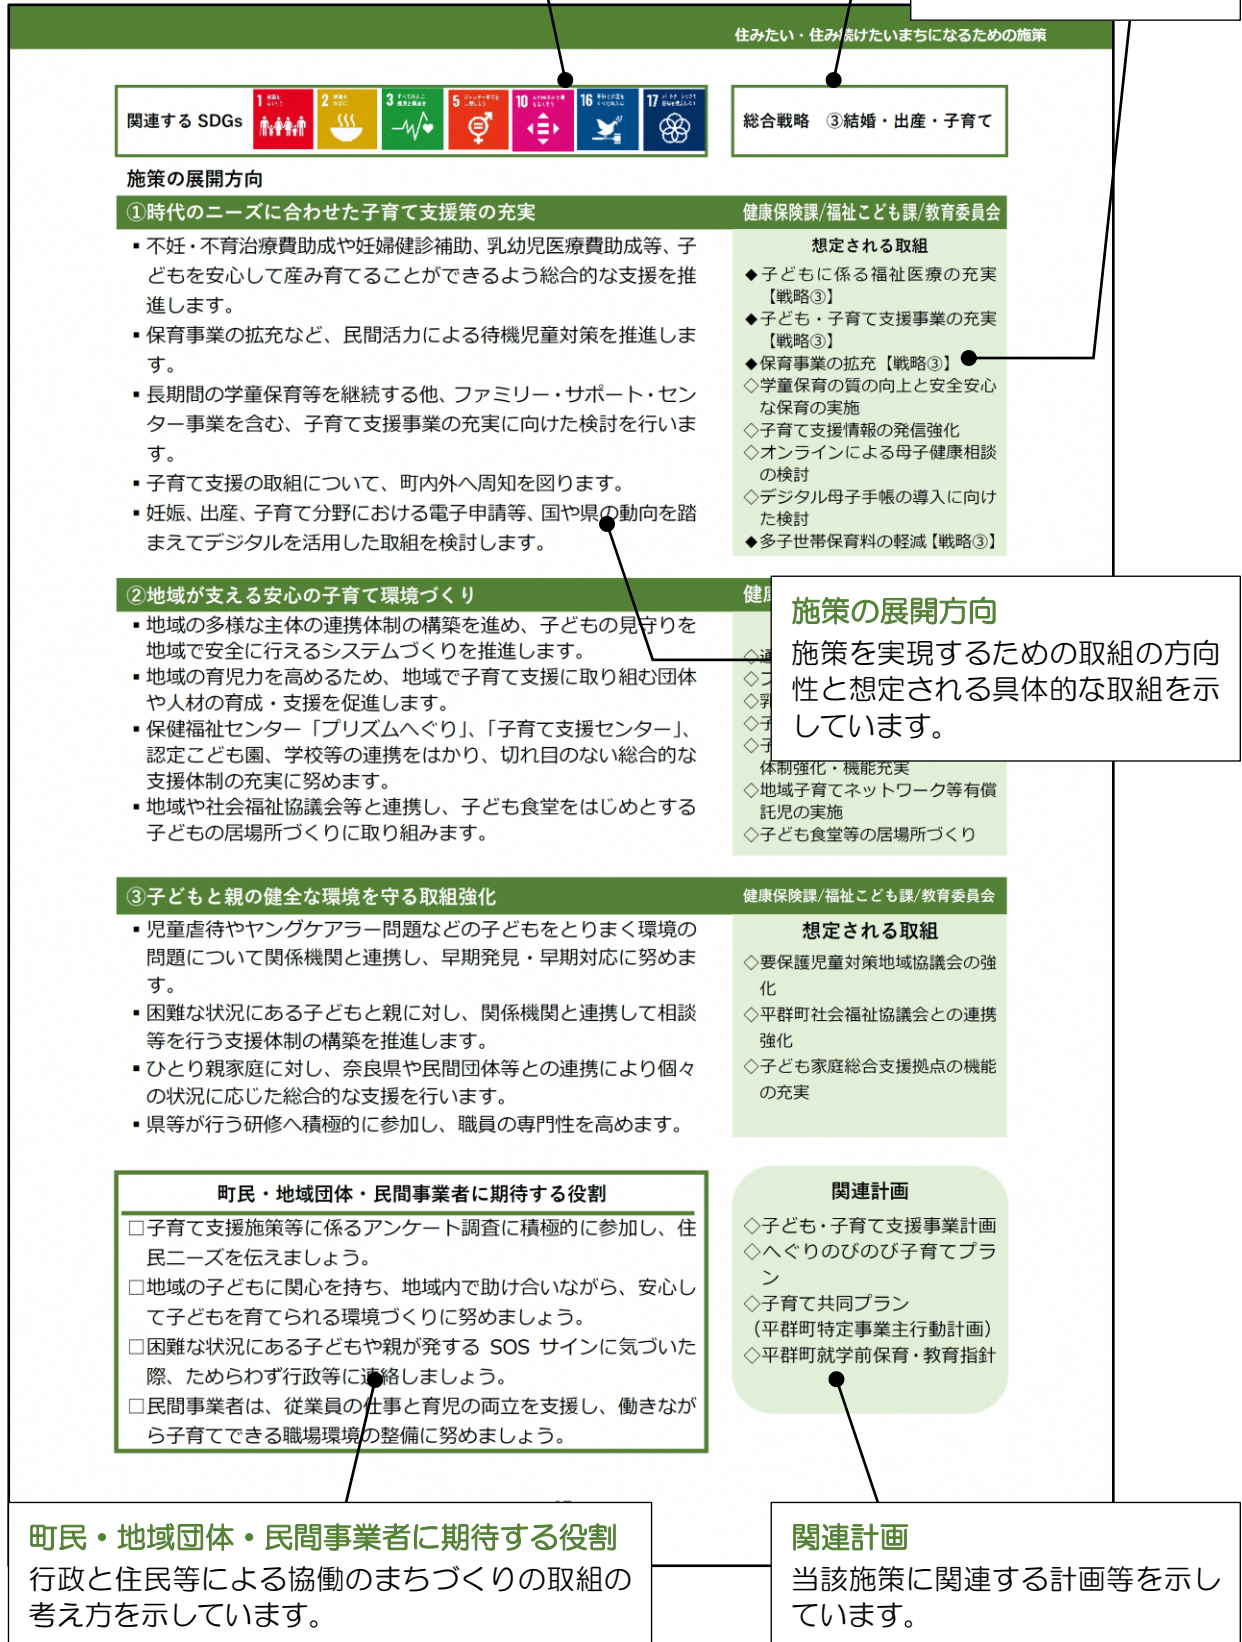 住みたい・住み続けたいまちになるための施策
関連する SDGs
1
2
3 すべての人に
健康と福祉を
5 ジェンダー平等を
実現しよう
10
16 平和と公正を
すべての人に
17
総合戦略 ③結婚・出産・子育て
施策の展開方向
①時代のニーズに合わせた子育て支援策の充実
健康保険課/福祉こども課/教育委員会
▪不妊・不育治療費助成や妊婦健診補助、乳幼児医療費助成等、子
どもを安心して産み育てることができるよう総合的な支援を推
進します。
▪保育事業の拡充など、民間活力による待機児童対策を推進しま
す。
▪長期間の学童保育等を継続する他、ファミリー・サポート・セン
ター事業を含む、子育て支援事業の充実に向けた検討を行いま
す。
▪子育て支援の取組について、町内外へ周知を図ります。
▪妊娠、出産、子育て分野における電子申請等、国や県の動向を踏
まえてデジタルを活用した取組を検討します。
想定される取組
◆子どもに係る福祉医療の充実
【戦略③】
◆子ども・子育て支援事業の充実
【戦略③】
◆保育事業の拡充【戦略③】
◇学童保育の質の向上と安全安心
な保育の実施
◇子育て支援情報の発信強化
◇オンラインによる母子健康相談
の検討
◇デジタル母子手帳の導入に向け
た検討
◆多子世帯保育料の軽減【戦略③】
②地域が支える安心の子育て環境づくり
健
▪地域の多様な主体の連携体制の構築を進め、子どもの見守りを
地域で安全に行えるシステムづくりを推進します。
▪地域の育児力を高めるため、地域で子育て支援に取り組む団体
や人材の育成・支援を促進します。
▪保健福祉センター「プリズムへぐり」、「子育て支援センター」、
認定こども園、学校等の連携をはかり、切れ目のない総合的な
支援体制の充実に努めます。
▪地域や社会福祉協議会等と連携し、子ども食堂をはじめとする
子どもの居場所づくりに取り組みます。
◇
◇
◇
◇子
◇子
体制強化・機能充実
◇地域子育てネットワーク等有償
託児の実施
◇子ども食堂等の居場所づくり
施策の展開方向
施策を実現するための取組の方向
性と想定される具体的な取組を示
しています。
③子どもと親の健全な環境を守る取組強化
健康保険課/福祉こども課/教育委員会
▪児童虐待やヤングケアラー問題などの子どもをとりまく環境の
問題について関係機関と連携し、早期発見・早期対応に努めま
す。
▪困難な状況にある子どもと親に対し、関係機関と連携して相談
等を行う支援体制の構築を推進します。
▪ひとり親家庭に対し、奈良県や民間団体等との連携により個々
の状況に応じた総合的な支援を行います。
▪県等が行う研修へ積極的に参加し、職員の専門性を高めます。
想定される取組
◇要保護児童対策地域協議会の強
化
◇平群町社会福祉協議会との連携
強化
◇子ども家庭総合支援拠点の機能
の充実
町民・地域団体・民間事業者に期待する役割
□子育て支援施策等に係るアンケート調査に積極的に参加し、住
民ニーズを伝えましょう。
□地域の子どもに関心を持ち、地域内で助け合いながら、安心し
て子どもを育てられる環境づくりに努めましょう。
□困難な状況にある子どもや親が発する SOS サインに気づいた
際、ためらわず行政等に連絡しましょう。
□民間事業者は、従業員の仕事と育児の両立を支援し、働きなが
ら子育てできる職場環境の整備に努めましょう。
関連計画
◇子ども・子育て支援事業計画
◇へぐりのびのび子育てプラ
ン
◇子育て共同プラン
（平群町特定事業主行動計画）
◇平群町就学前保育・教育指針
町民・地域団体・民間事業者に期待する役割
行政と住民等による協働のまちづくりの取組の
考え方を示しています。
関連計画
当該施策に関連する計画等を示し
ています。